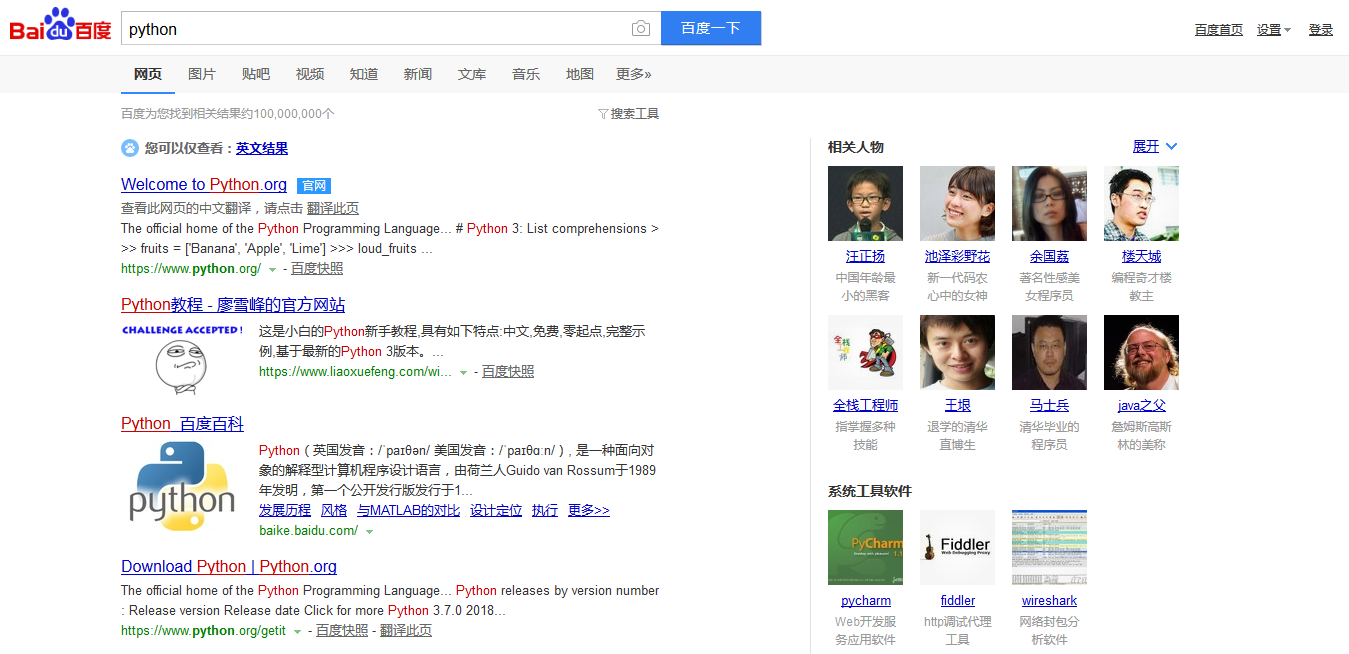 Bai du 百度
python
百度一下
百度首页 设置 登录
网页 图片 贴吧 视频 知道 新闻 文库 音乐 地图 更多»
百度为您找到相关结果约100,000,000个
搜索工具
您可以仅查看：英文结果
Welcome to Python.org 官网
查看此网页的中文翻译，请点击 翻译此页
The official home of the Python Programming Language... # Python 3: List comprehensions >
>> fruits = ['Banana', 'Apple', 'Lime'] >>> loud_fruits ...
https://www.python.org/ - 百度快照
Python教程 - 廖雪峰的官方网站
CHALLENGE ACCEPTED!
这是小白的Python新手教程,具有如下特点:中文,免费,零起点,完整示
例,基于最新的Python 3版本。...
https://www.liaoxuefeng.com/wi... - 百度快照
Python_百度百科
python
Python（英国发音：/ˈpaɪθən/ 美国发音：/ˈpaɪθɑːn/）, 是一种面向对
象的解释型计算机程序设计语言，由荷兰人Guido van Rossum于1989
年发明，第一个公开发行版发行于1...
发展历程 风格 与MATLAB的对比 设计定位 执行 更多>>
baike.baidu.com/
Download Python | Python.org
The official home of the Python Programming Language... Python releases by version number
: Release version Release date Click for more Python 3.7.0 2018...
https://www.python.org/getit - 百度快照 - 翻译此页
相关人物 展开
汪正扬 池泽彩野花 余国荔 楼天城
中国年龄最 新一代码农 著名性感美 编程奇才楼
小的黑客 心中的女神 女程序员 教主
全栈工程师
全栈工程师 王垠 马士兵 java之父
指掌握多种 退学的清华 清华毕业的 詹姆斯高斯
技能 直博生 程序员 林的美称
系统工具软件
PyCharm
Fiddler
Web Debugging Proxy
pycharm fiddler wireshark
Web开发服 http调试代理 网络封包分
务应用软件 工具 析软件